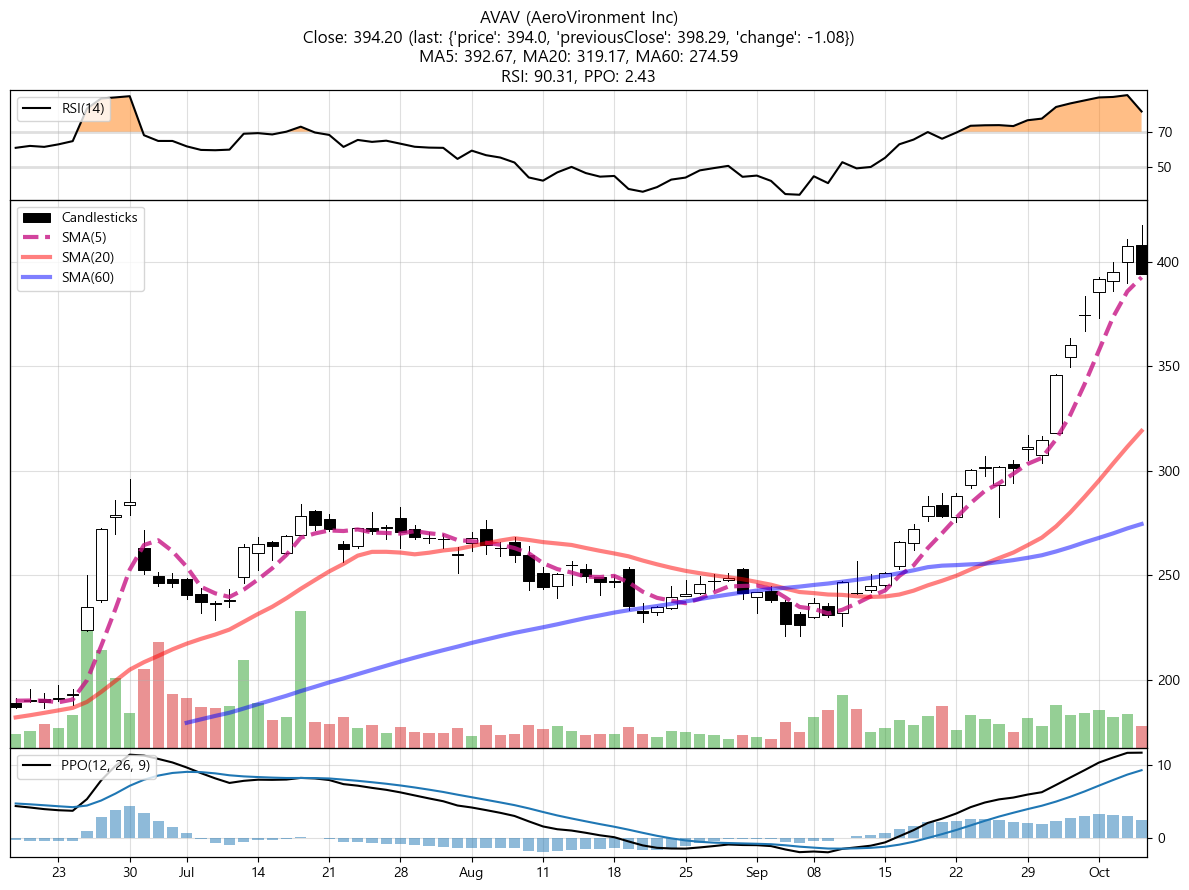 AVAV (AeroVironment Inc)
Close: 394.20 (last: {'price': 394.0, 'previousClose': 398.29, 'change': -1.08})
MA5: 392.67, MA20: 319.17, MA60: 274.59
RSI: 90.31, PPO: 2.43
RSI(14)
70
50
Candlesticks
SMA(5)
SMA(20)
SMA(60)
400
350
300
250
200
PPO(12, 26, 9)
10
0
23 30 Jul 14 21 28 Aug 11 18 25 Sep 08 15 22 29 Oct